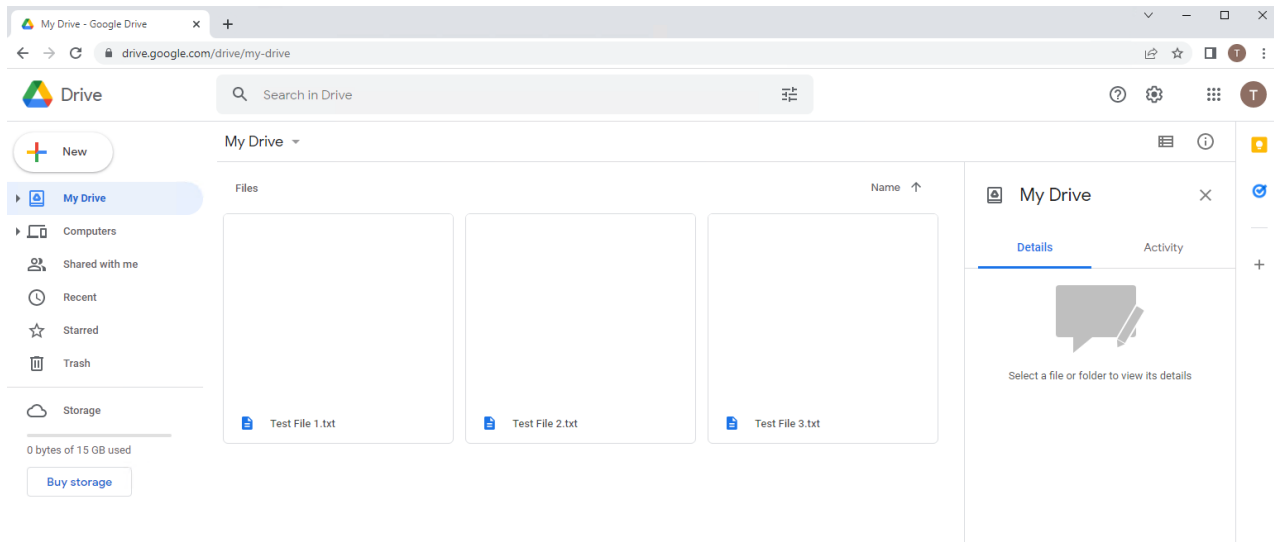 My Drive - Google Drive
drive.google.com/drive/my-drive
T
Drive
Search in Drive
T
New
My Drive
Computers
Shared with me
Recent
Starred
Trash
Storage
0 bytes of 15 GB used
Buy storage
My Drive
Files
Name
Test File 1.txt
Test File 2.txt
Test File 3.txt
My Drive
Details
Activity
Select a file or folder to view its details